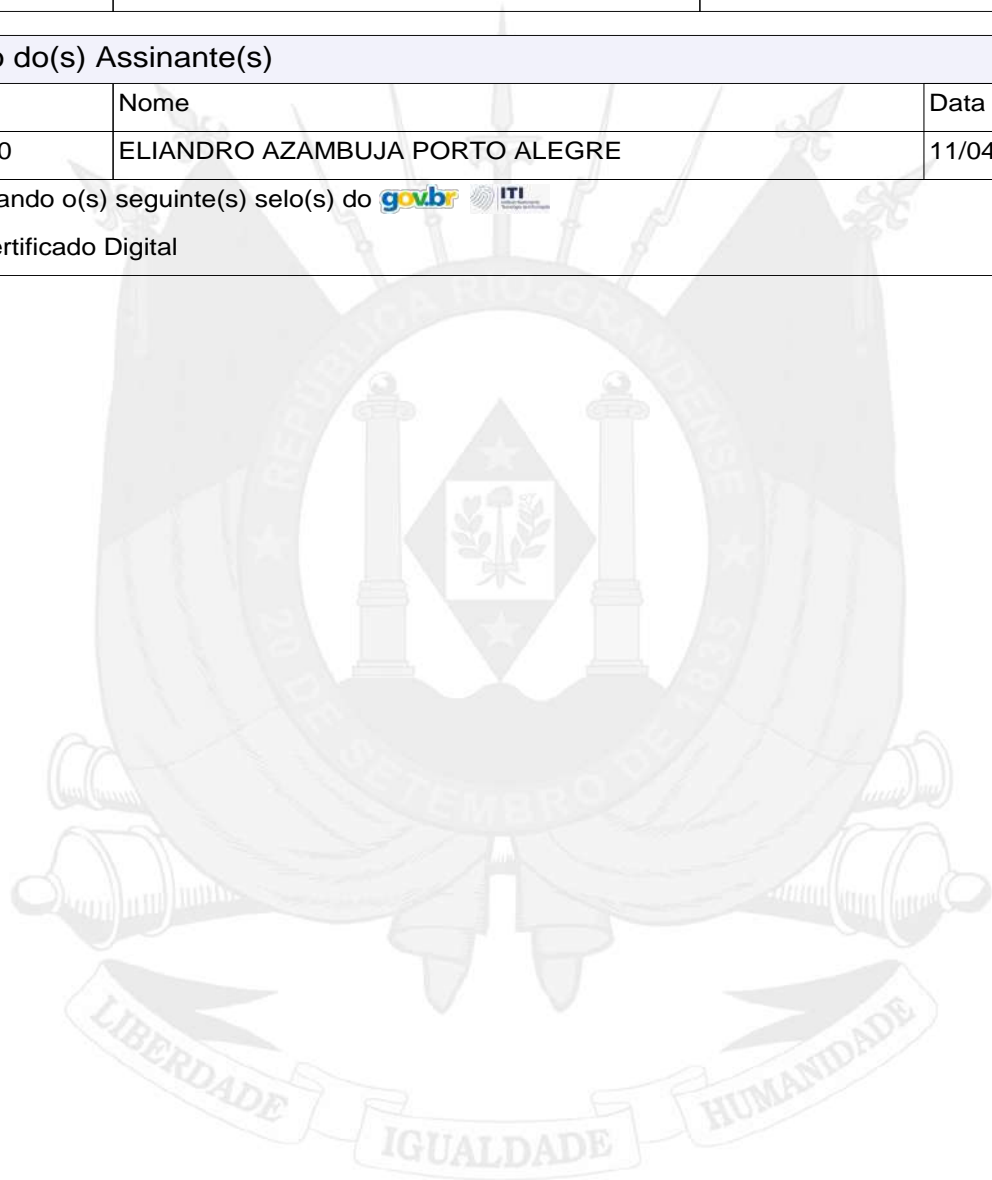 o do(s) Assinante(s)
Nome
Data
0
ELIANDRO AZAMBUJA PORTO ALEGRE
11/04
ando o(s) seguinte(s) selo(s) do gov.br ITI
ertificado Digital
REPÚBLICA RIO-GRANDENSE
20 DE SETEMBRO DE 1835
LIBERDADE
IGUALDADE
HUMANIDADE